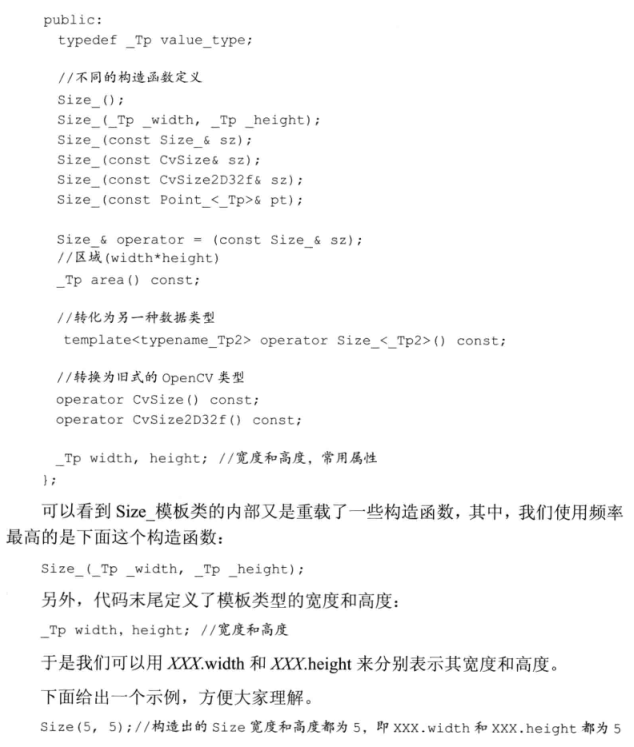 public:
typedef _Tp value_type;
//不同的构造函数定义
Size_();
Size_(_Tp _width, _Tp _height);
Size_(const Size_& sz);
Size_(const CvSize& sz);
Size_(const CvSize2D32f& sz);
Size_(const Point_<_Tp>& pt);
Size_& operator = (const Size_& sz);
//区域(width*height)
_Tp area() const;
//转化为另一种数据类型
template<typename_Tp2> operator Size_<_Tp2>() const;
//转换为旧式的 OpenCV 类型
operator CvSize() const;
operator CvSize2D32f() const;
_Tp width, height; //宽度和高度, 常用属性
};
可以看到 Size_模板类的内部又是重载了一些构造函数，其中，我们使用频率
最高的是下面这个构造函数：
Size_(_Tp _width, _Tp _height);
另外，代码末尾定义了模板类型的宽度和高度：
_Tp width, height; //宽度和高度
于是我们可以用 XXX.width 和 XXX.height 来分别表示其宽度和高度。
下面给出一个示例，方便大家理解。
Size(5, 5);//构造出的 Size 宽度和高度都为 5, 即 XXX.width 和 XXX.height 都为 5